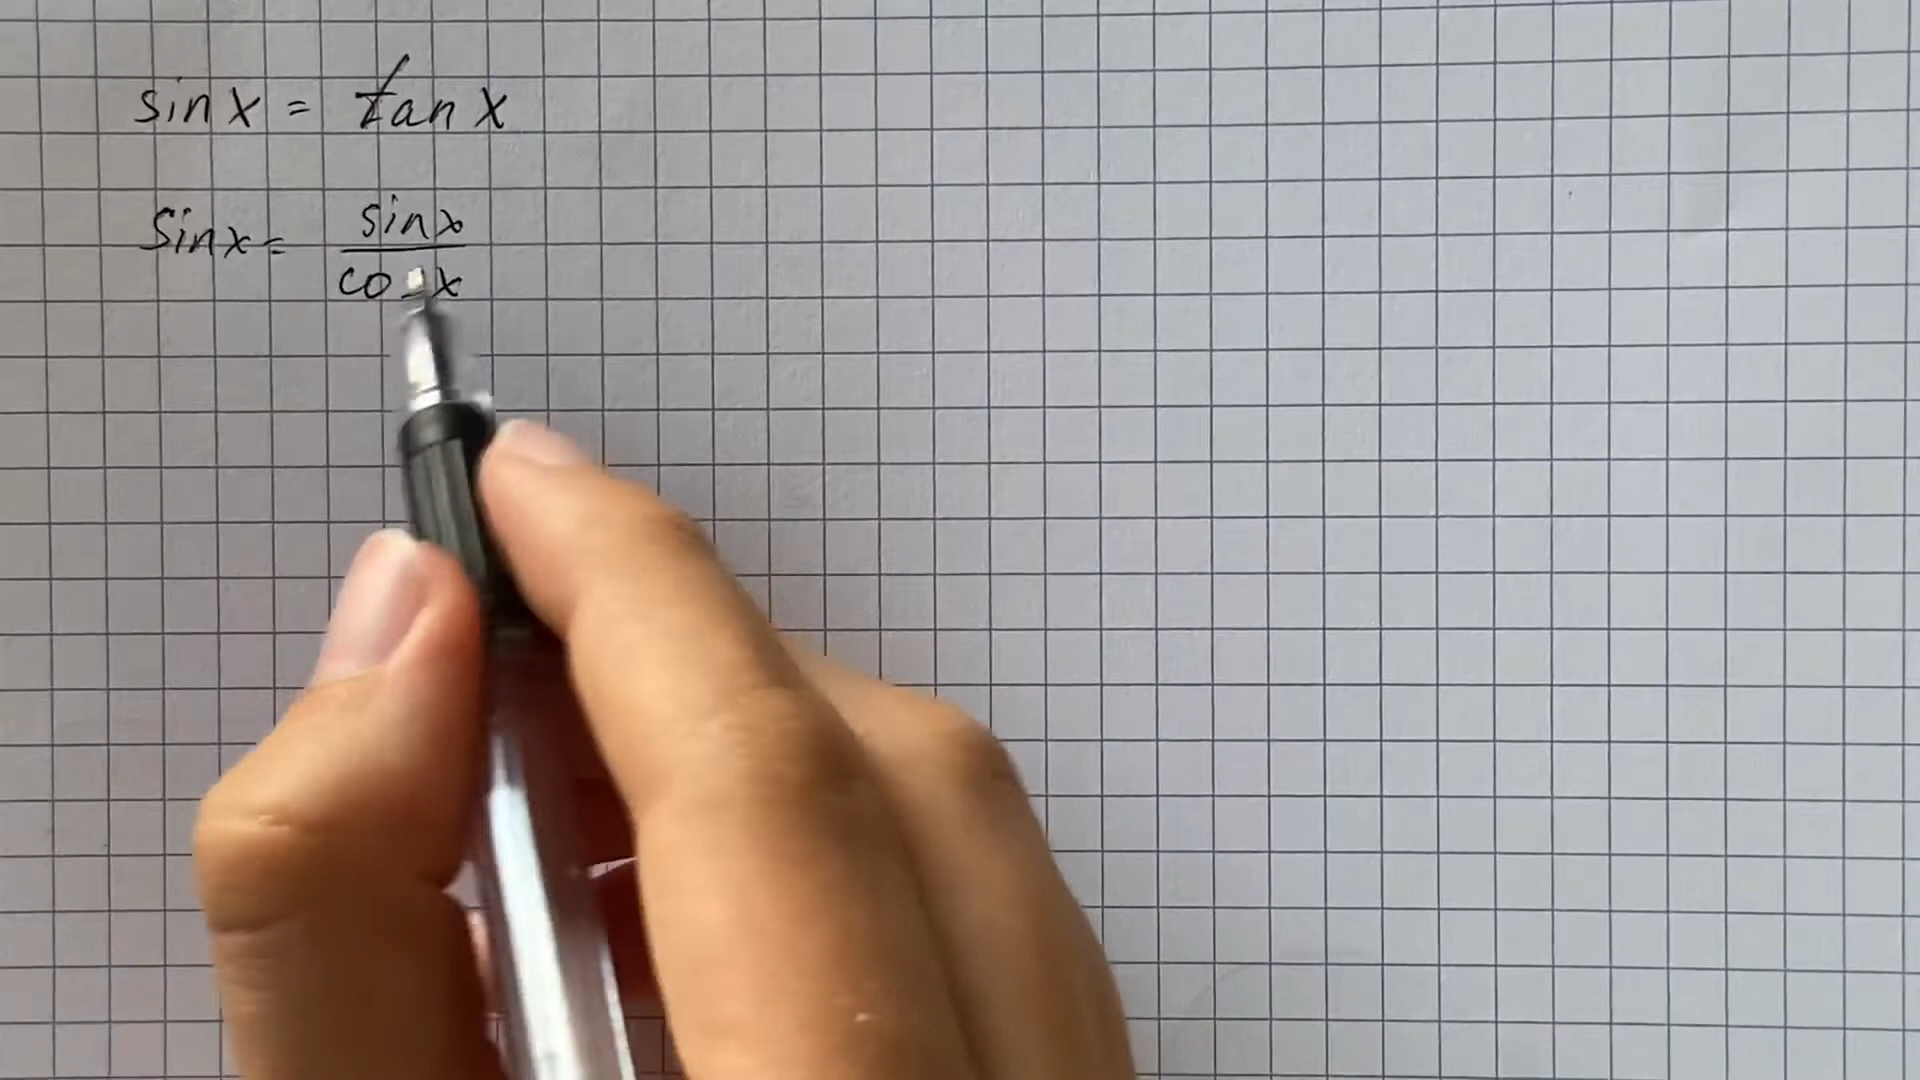 sin x = tan x
sin x = sin x / cos x